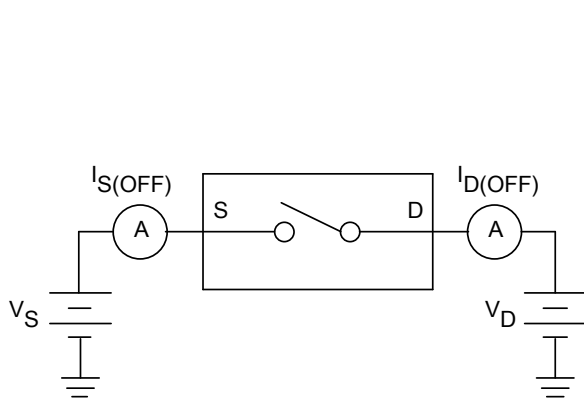 I_S(OFF)
I_D(OFF)
S
D
A
A
V_S
V_D